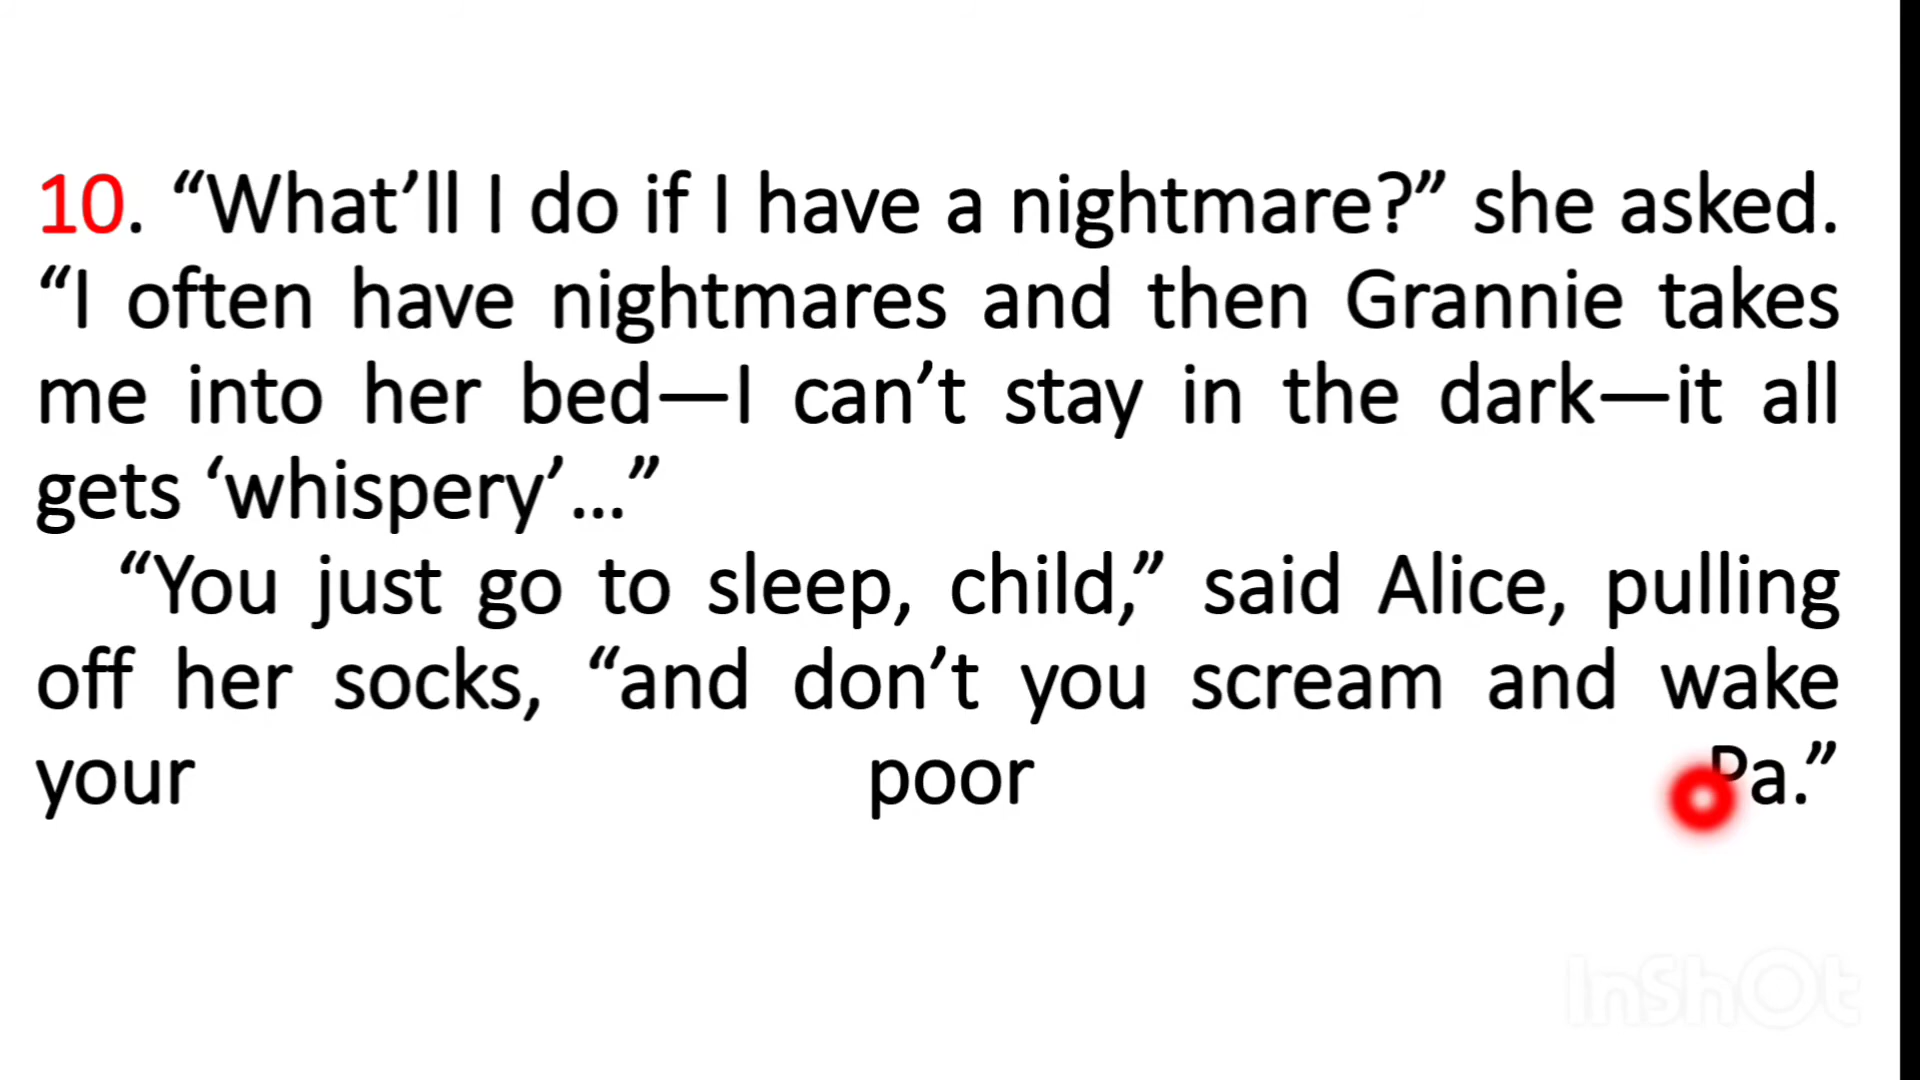 10. “What’ll I do if I have a nightmare?” she asked.
“I often have nightmares and then Grannie takes
me into her bed—I can’t stay in the dark—it all
gets ‘whispery’...”
“You just go to sleep, child,” said Alice, pulling
off her socks, “and don’t you scream and wake
your poor Pa.”
InShOt